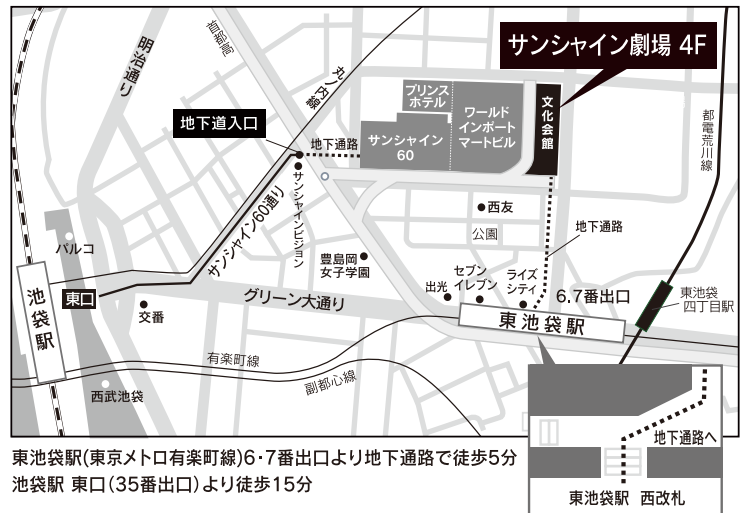 サンシャイン劇場 4F
首都高
明治通り
丸ノ内線
プリンス
ホテル
ワールド
インポート
マートビル
文化会館
地下道入口
地下通路
サンシャイン
60
都電荒川線
サンシャイン60通り
サンシャインビジョン
西友
公園
地下通路
パルコ
豊島岡
女子学園
池袋駅
東口
交番
グリーン大通り
出光
セブン
イレブン
ライズ
シティ
6.7番出口
東池袋
四丁目駅
東池袋駅
有楽町線
副都心線
西武池袋
地下通路へ
東池袋駅 西改札
東池袋駅(東京メトロ有楽町線)6・7番出口より地下通路で徒歩5分
池袋駅 東口(35番出口)より徒歩15分